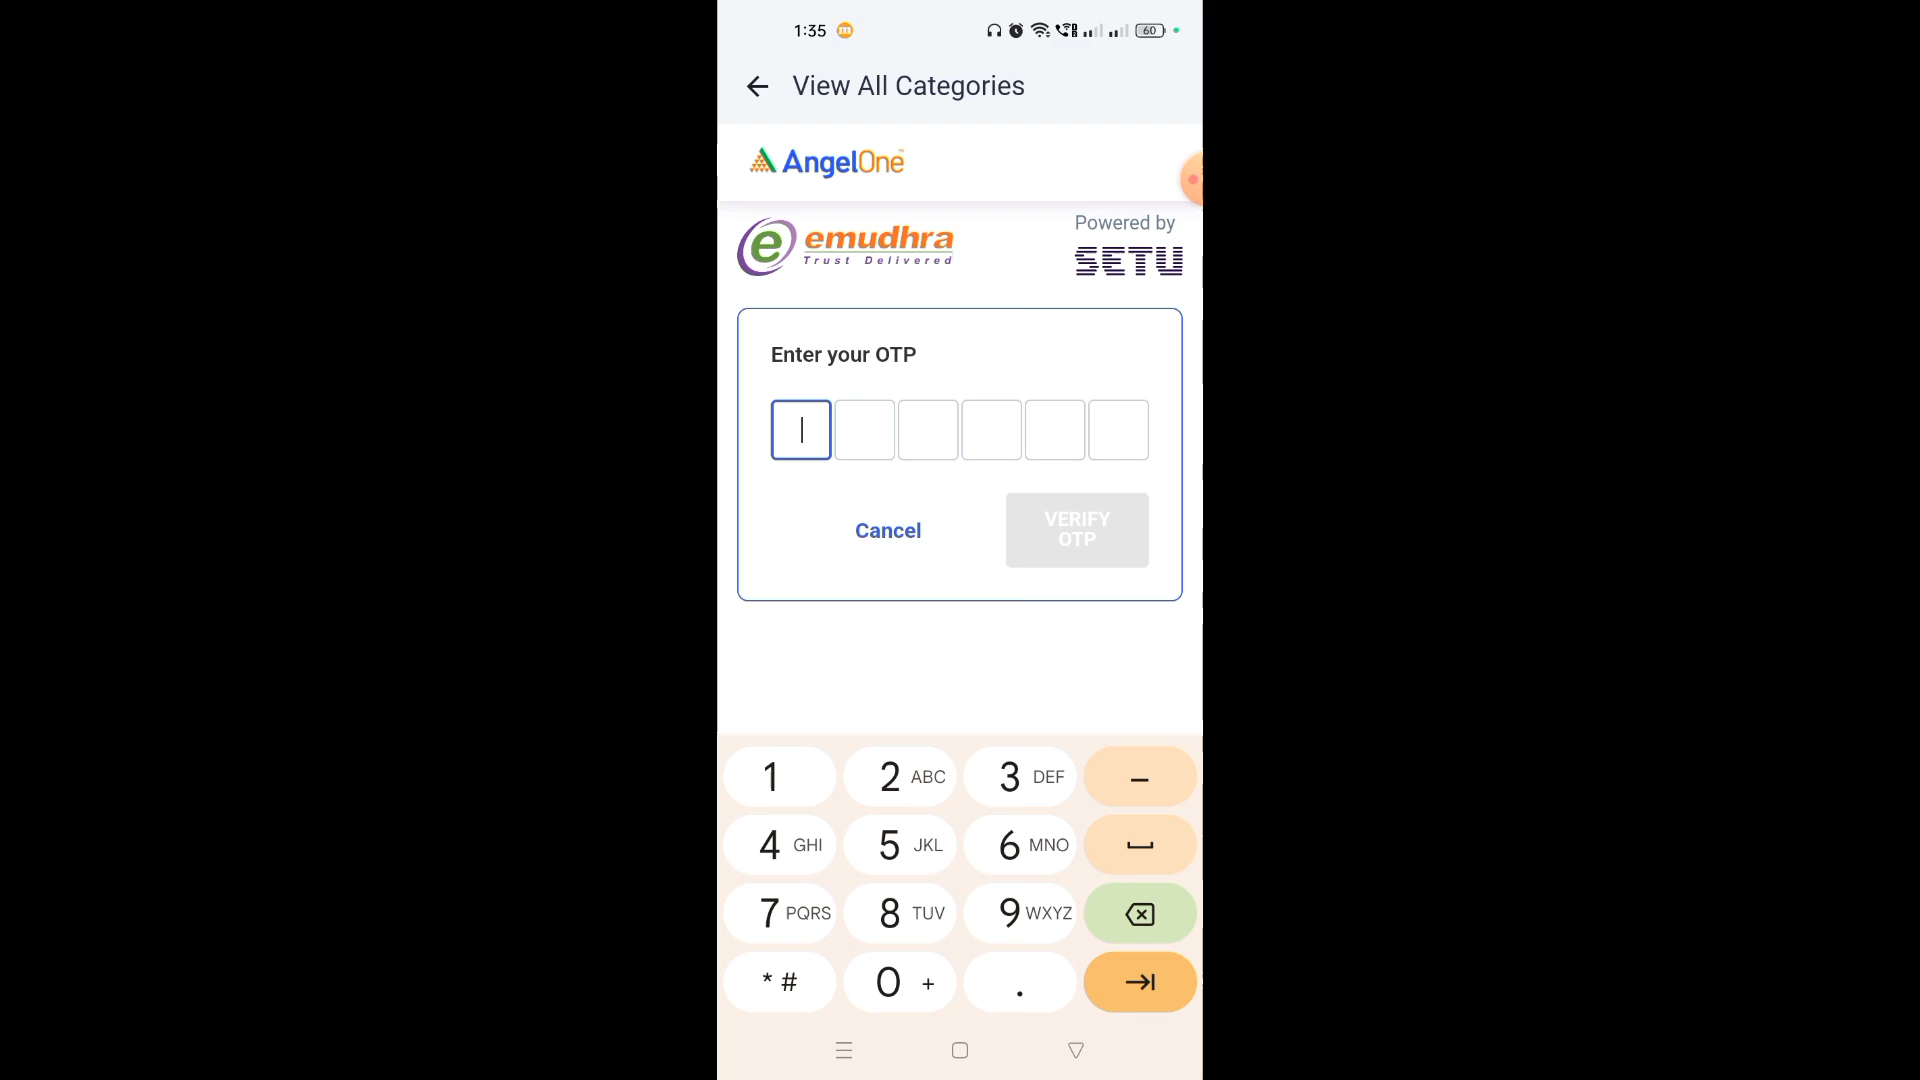 1:35
60
View All Categories
AngelOne
emudhra
Trust Delivered
Powered by
SETU
Enter your OTP
Cancel
VERIFY
OTP
1
2 ABC
3 DEF
–
4 GHI
5 JKL
6 MNO
7 PQRS
8 TUV
9 WXYZ
* #
0 +
.